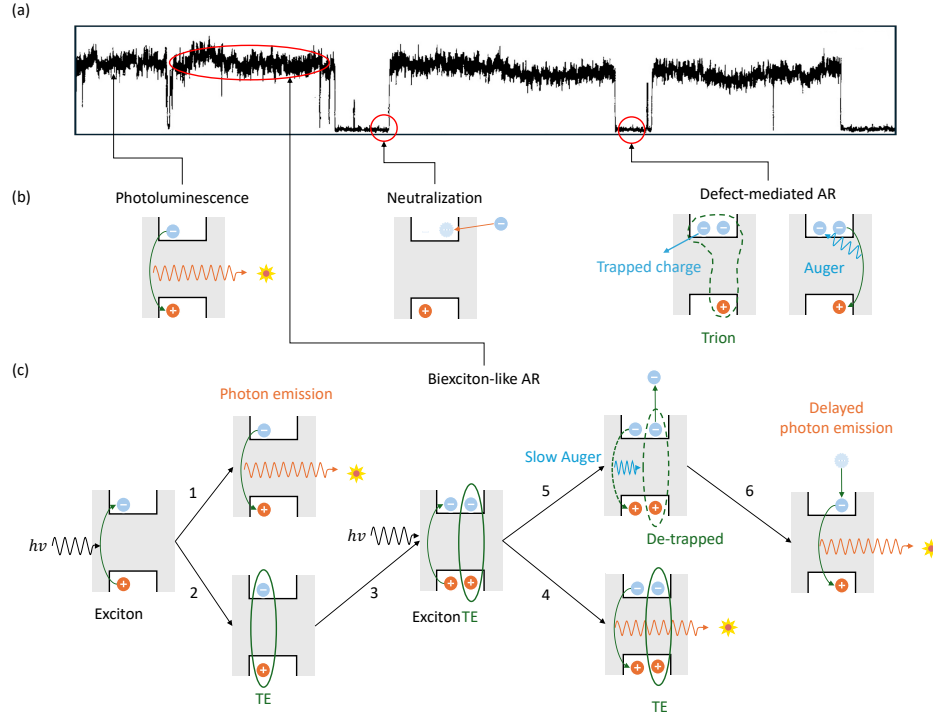 (a)
(b)
Photoluminescence
Neutralization
Defect-mediated AR
−
−
−
−
−
−
−
Trapped charge
Auger
+
+
+
+
Trion
(c)
Biexciton-like AR
Photon emission
−
Delayed
photon emission
−
−
−
Slow Auger
1
5
6
−
−
−
−
hν
hν
+
+
+
+
+
+
+
De-trapped
Exciton
2
3
Exciton TE
4
−
−
−
+
+
+
TE
TE